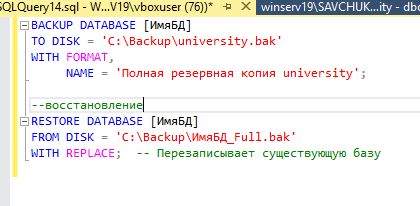 SQLQuery14.sql - W...V19\vboxuser (76))*
winserv19\SAVCHUK...ity - dbo
BACKUP DATABASE [ИмяБД]
TO DISK = 'C:\Backup\university.bak'
WITH FORMAT,
NAME = 'Полная резервная копия university';
--восстановление
RESTORE DATABASE [ИмяБД]
FROM DISK = 'C:\Backup\ИмяБД_Full.bak'
WITH REPLACE;  -- Перезаписывает существующую базу